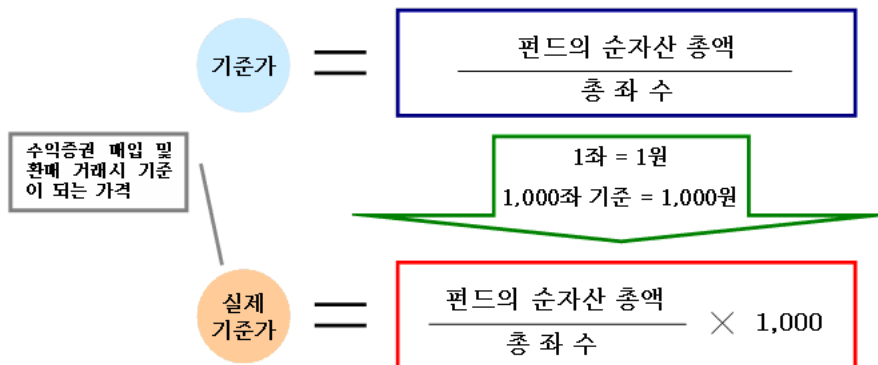 기준가
=
펀드의 순자산 총액
총 좌 수
수익증권 매입 및
환매 거래시 기준
이 되는 가격
1좌 = 1원
1,000좌 기준 = 1,000원
실제
기준가
=
펀드의 순자산 총액
총 좌 수
× 1,000